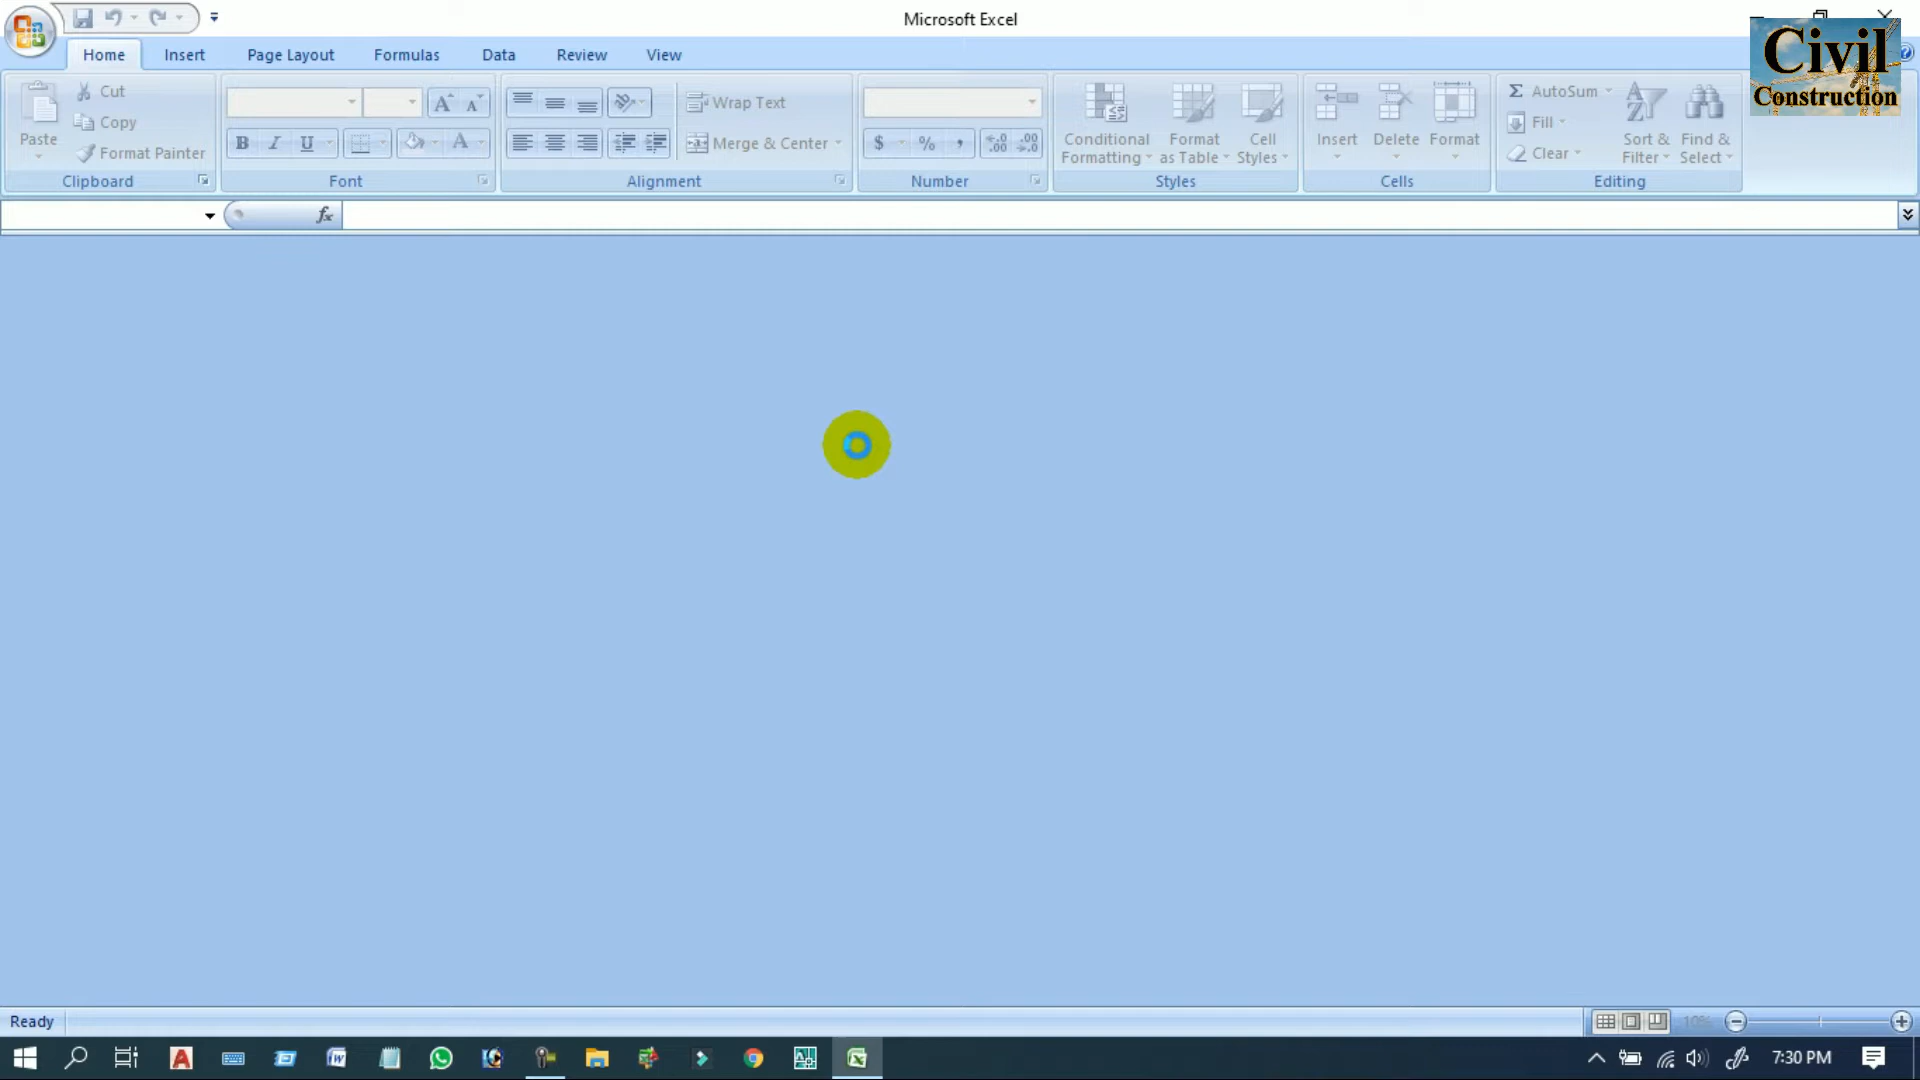 Microsoft Excel
Civil
Construction
Home Insert Page Layout Formulas Data Review View
Paste
Cut
Copy
Format Painter
Clipboard
B I U
Font
Wrap Text
Merge & Center
Alignment
$ % ,
Number
Conditional
Formatting
Format
as Table
Cell
Styles
Styles
Insert
Delete
Format
Cells
Σ AutoSum
Fill
Clear
Sort &
Filter
Find &
Select
Editing
fx
Ready
7:30 PM